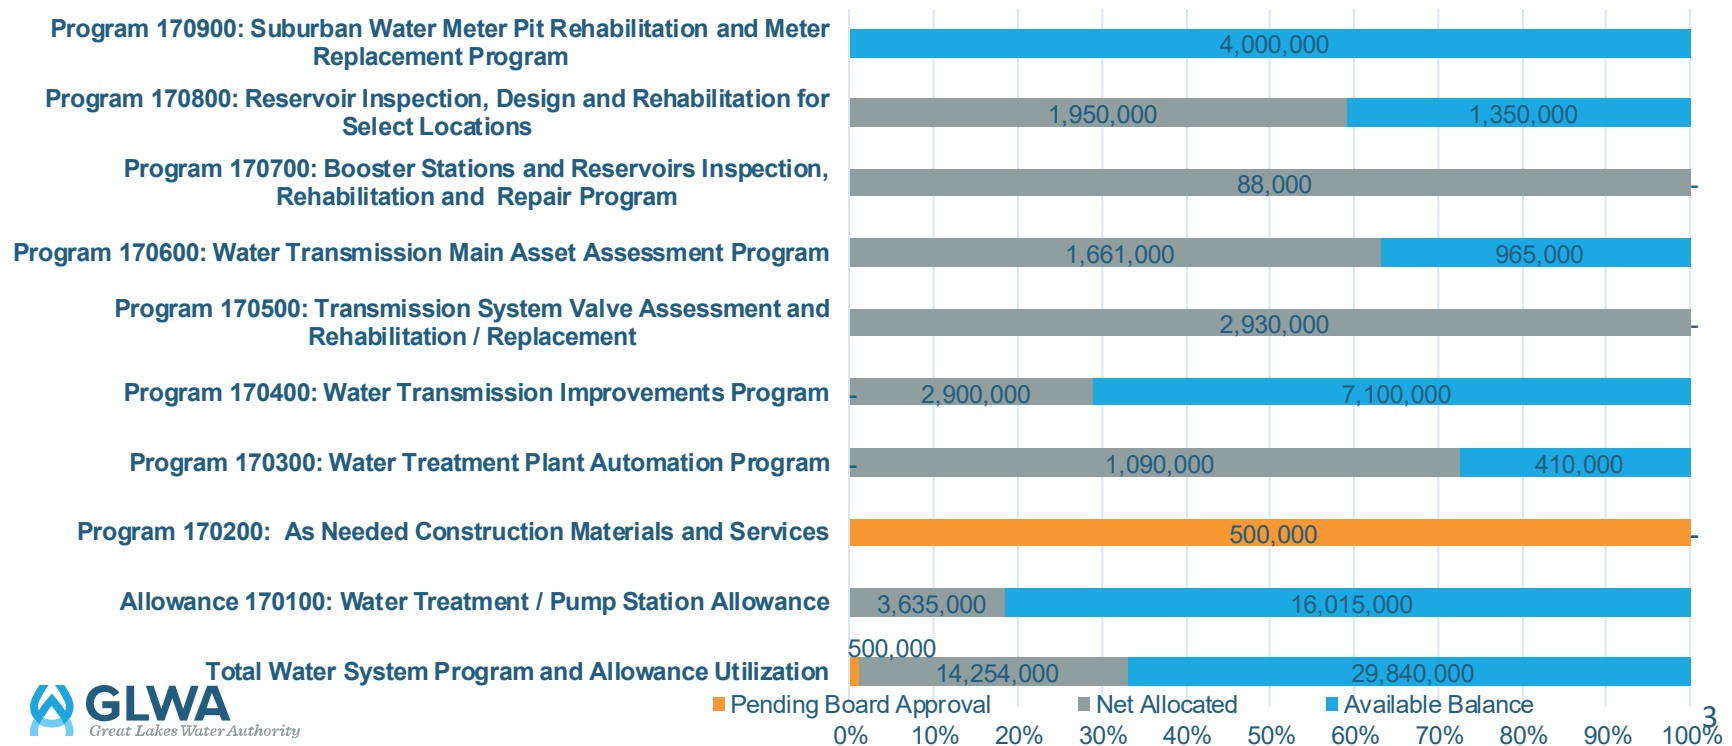 Program 170900: Suburban Water Meter Pit Rehabilitation and Meter
Replacement Program
4,000,000
Program 170800: Reservoir Inspection, Design and Rehabilitation for
Select Locations
1,950,000 1,350,000
Program 170700: Booster Stations and Reservoirs Inspection,
Rehabilitation and Repair Program
88,000 -
Program 170600: Water Transmission Main Asset Assessment Program
1,661,000 965,000
Program 170500: Transmission System Valve Assessment and
Rehabilitation / Replacement
2,930,000 -
Program 170400: Water Transmission Improvements Program
- 2,900,000 7,100,000
Program 170300: Water Treatment Plant Automation Program
- 1,090,000 410,000
Program 170200: As Needed Construction Materials and Services
500,000 -
Allowance 170100: Water Treatment / Pump Station Allowance
3,635,000 16,015,000
Total Water System Program and Allowance Utilization
500,000 14,254,000 29,840,000
Pending Board Approval Net Allocated Available Balance
0% 10% 20% 30% 40% 50% 60% 70% 80% 90% 100%
GLWA
Great Lakes Water Authority
3